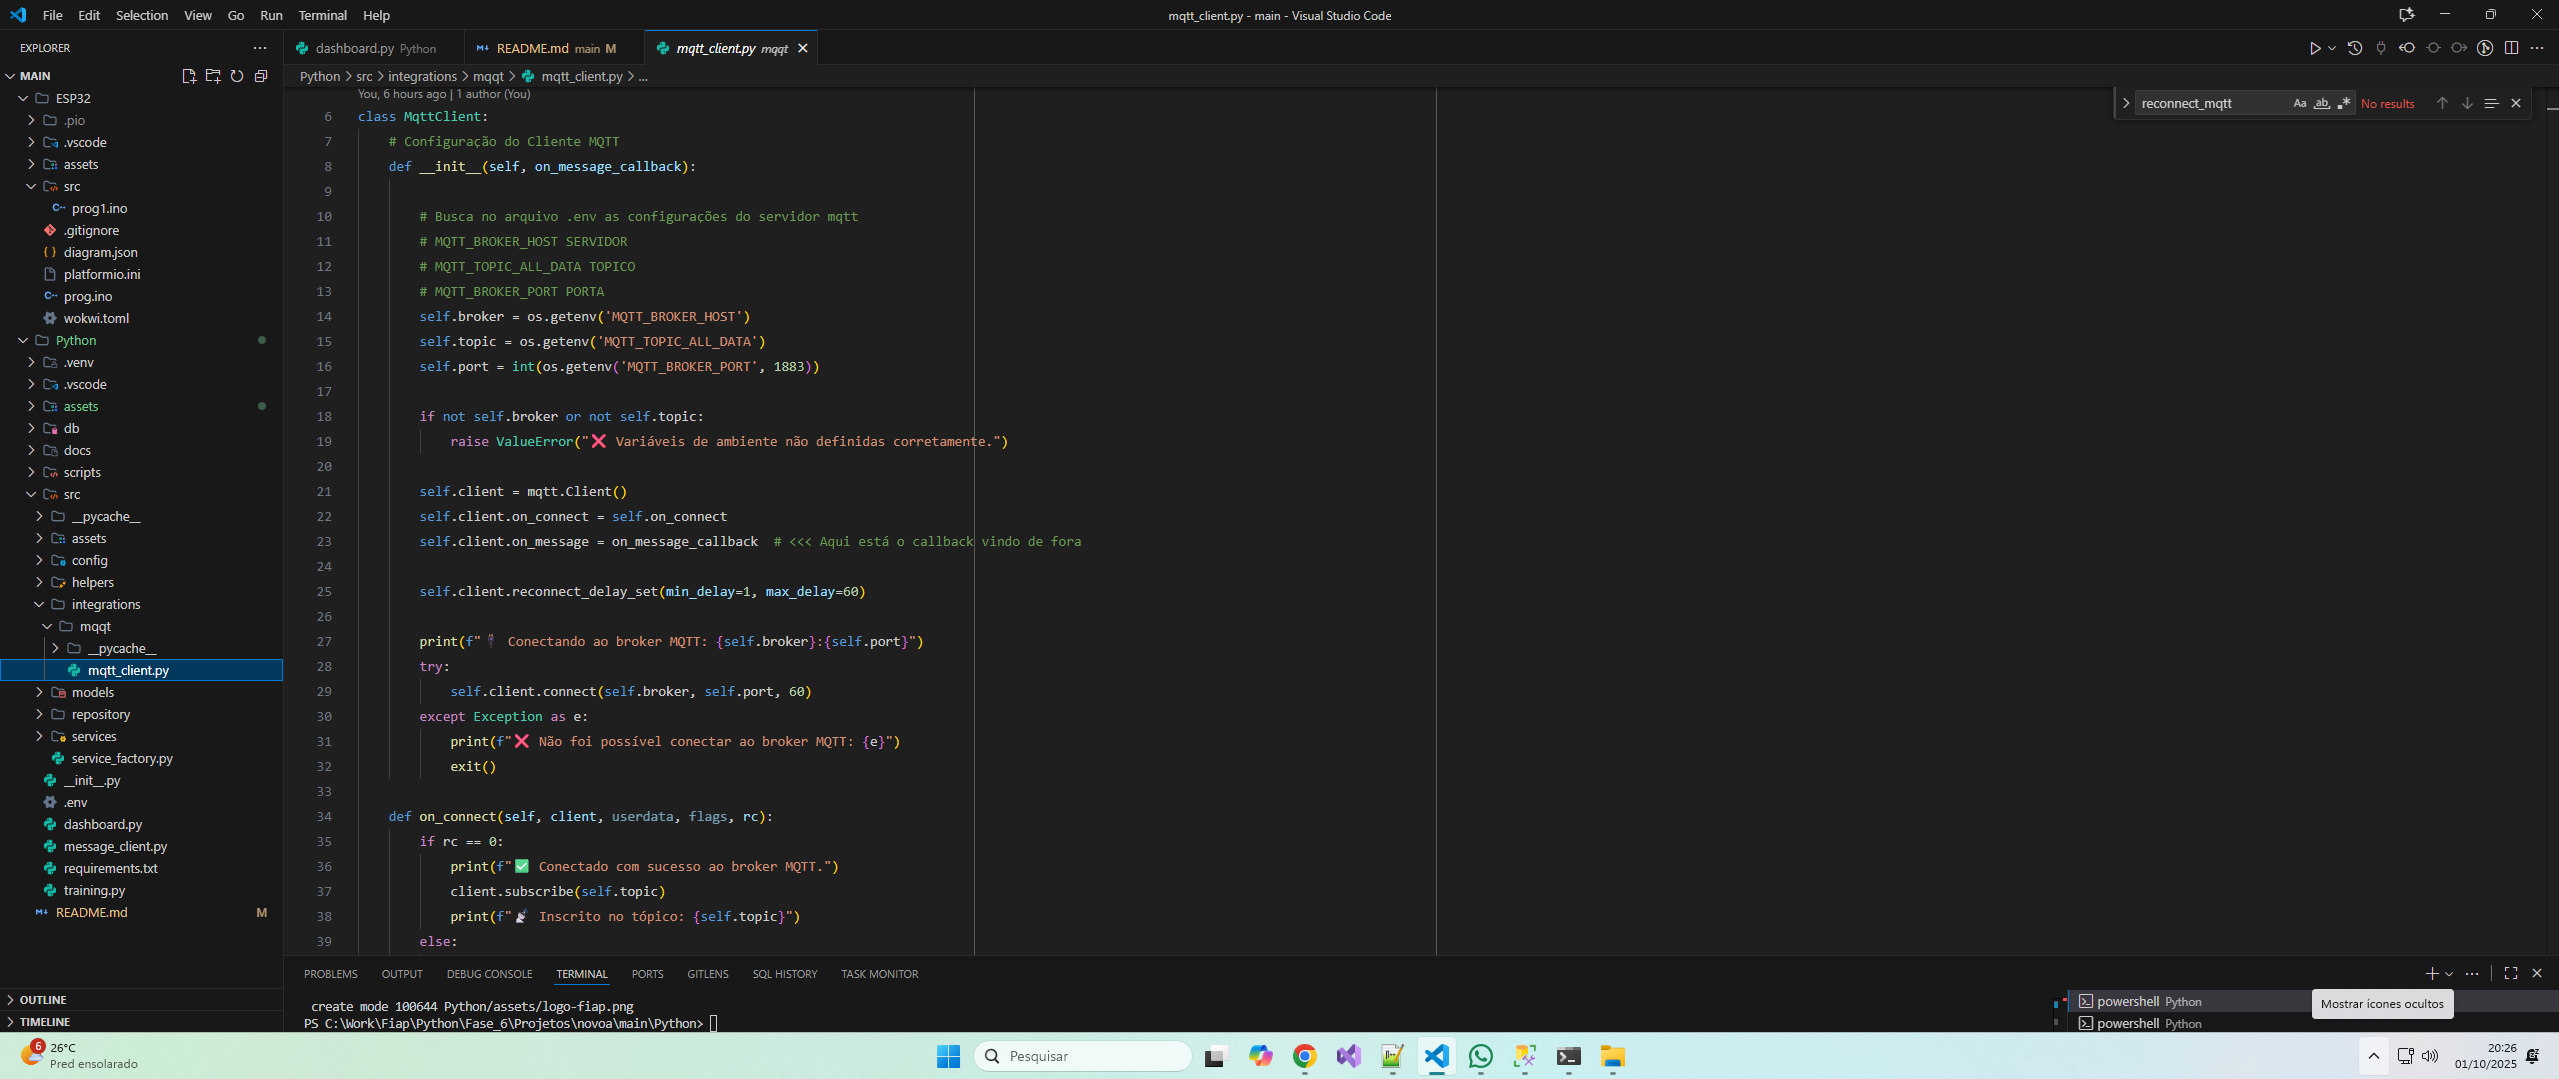 File Edit Selection View Go Run Terminal Help
mqtt_client.py - main - Visual Studio Code
EXPLORER
MAIN
ESP32
.pio
.vscode
assets
src
prog1.ino
.gitignore
diagram.json
platformio.ini
prog.ino
wokwi.toml
Python
.venv
.vscode
assets
db
docs
scripts
src
__pycache__
assets
config
helpers
integrations
mqqt
__pycache__
mqtt_client.py
models
repository
services
service_factory.py
__init__.py
.env
dashboard.py
message_client.py
requirements.txt
training.py
README.md M
OUTLINE
TIMELINE
dashboard.py Python
README.md main M
mqtt_client.py mqqt
Python > src > integrations > mqqt > mqtt_client.py > ...
reconnect_mqtt
Aa
ab
No results
You, 6 hours ago | 1 author (You)
6 class MqttClient:
7 # Configuração do Cliente MQTT
8 def __init__(self, on_message_callback):
9
10 # Busca no arquivo .env as configurações do servidor mqtt
11 # MQTT_BROKER_HOST SERVIDOR
12 # MQTT_TOPIC_ALL_DATA TOPICO
13 # MQTT_BROKER_PORT PORTA
14 self.broker = os.getenv('MQTT_BROKER_HOST')
15 self.topic = os.getenv('MQTT_TOPIC_ALL_DATA')
16 self.port = int(os.getenv('MQTT_BROKER_PORT', 1883))
17
18 if not self.broker or not self.topic:
19 raise ValueError("❌ Variáveis de ambiente não definidas corretamente.")
20
21 self.client = mqtt.Client()
22 self.client.on_connect = self.on_connect
23 self.client.on_message = on_message_callback # <<< Aqui está o callback vindo de fora
24
25 self.client.reconnect_delay_set(min_delay=1, max_delay=60)
26
27 print(f"🔌 Conectando ao broker MQTT: {self.broker}:{self.port}")
28 try:
29 self.client.connect(self.broker, self.port, 60)
30 except Exception as e:
31 print(f"❌ Não foi possível conectar ao broker MQTT: {e}")
32 exit()
33
34 def on_connect(self, client, userdata, flags, rc):
35 if rc == 0:
36 print(f"✅ Conectado com sucesso ao broker MQTT.")
37 client.subscribe(self.topic)
38 print(f"📡 Inscrito no tópico: {self.topic}")
39 else:
PROBLEMS OUTPUT DEBUG CONSOLE TERMINAL PORTS GITLENS SQL HISTORY TASK MONITOR
create mode 100644 Python/assets/logo-fiap.png
PS C:\Work\Fiap\Python\Fase_6\Projetos\novoa\main\Python>
powershell Python
powershell Python
Mostrar ícones ocultos
6
26°C
Pred ensolarado
Pesquisar
20:26
01/10/2025